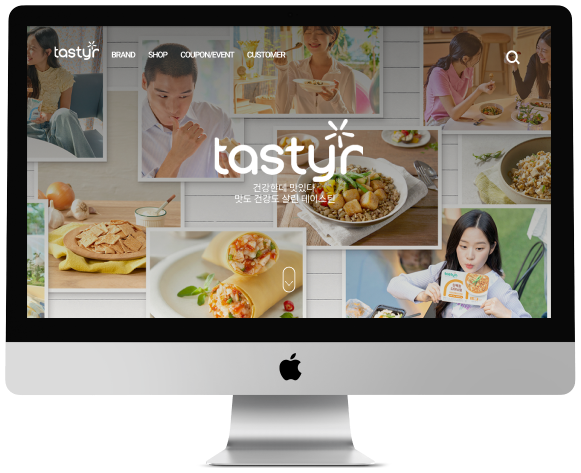 tastyr
BRAND
SHOP
COUPON/EVENT
CUSTOMER
tastyr
건강한데 맛있다
맛도 건강도 살린 테이스틸